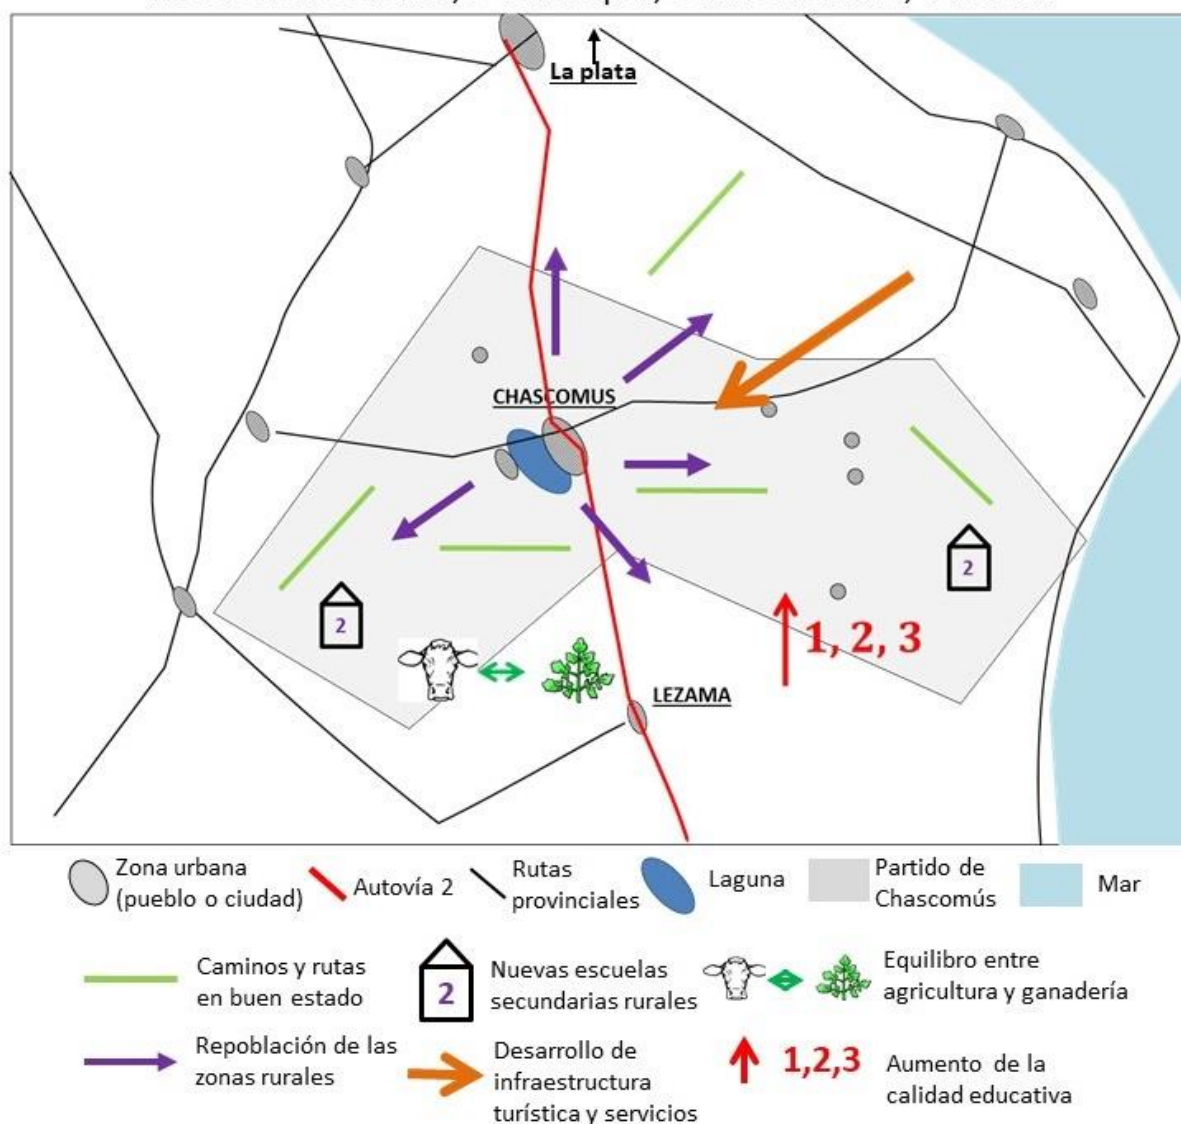 La plata
CHASCOMUS
2
2
1, 2, 3
LEZAMA
Zona urbana
(pueblo o ciudad)
Autovía 2
Rutas
provinciales
Laguna
Partido de
Chascomús
Mar
Caminos y rutas
en buen estado
2
Nuevas escuelas
secundarias rurales
Equilibro entre
agricultura y ganadería
Repoblación de las
zonas rurales
Desarrollo de
infraestructura
turística y servicios
1,2,3
Aumento de la
calidad educativa